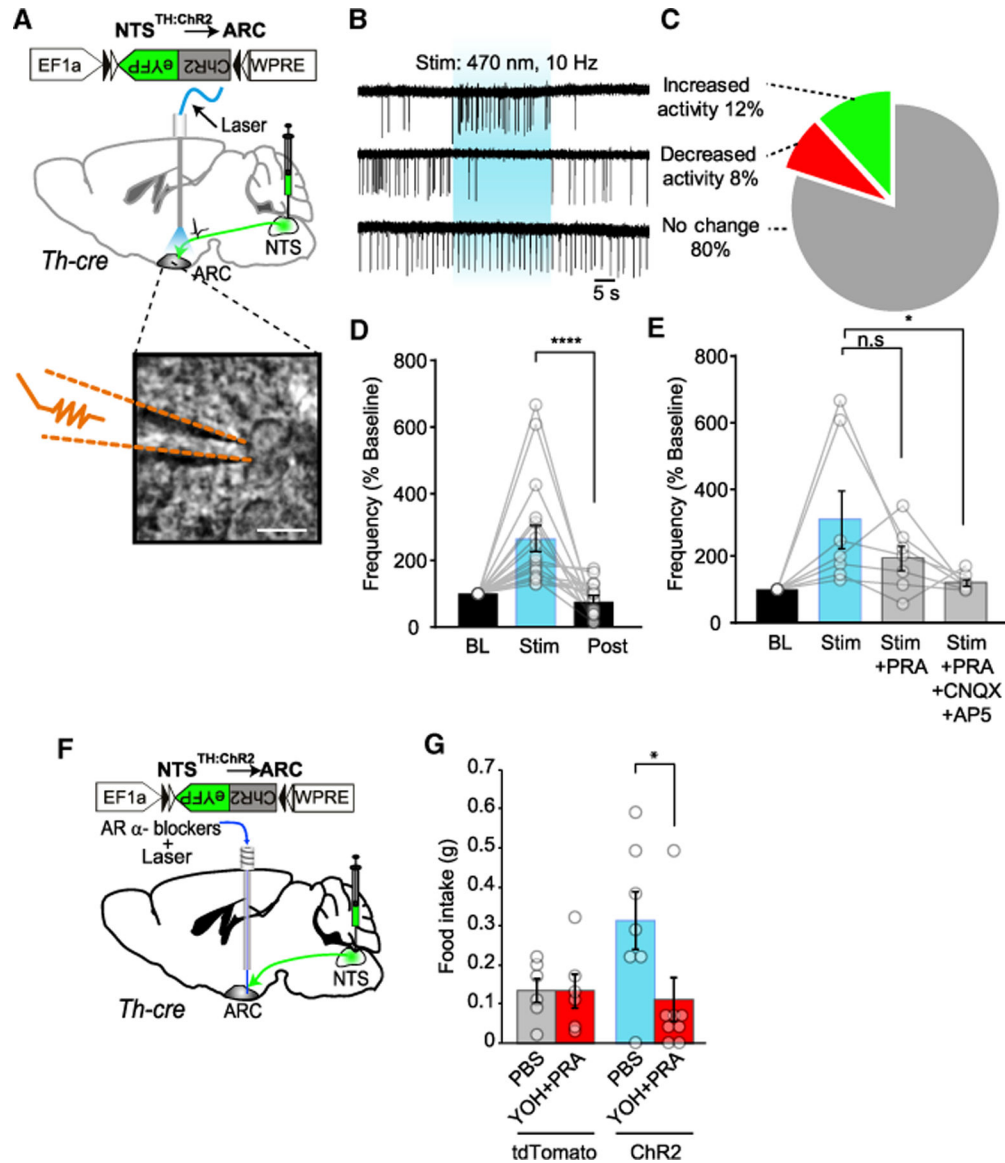 A
NTS TH:ChR2 ARC
EF1a eYFP ChR2 WPRE
Laser
NTS
Th-cre
ARC
B
Stim: 470 nm, 10 Hz
5 s
C
Increased
activity 12%
Decreased
activity 8%
No change
80%
D
****
Frequency (% Baseline)
800
600
400
200
0
BL Stim Post
E
*
n.s
Frequency (% Baseline)
800
600
400
200
0
BL Stim Stim Stim
+PRA +PRA
+CNQX
+AP5
F
NTS TH:ChR2 ARC
EF1a eYFP ChR2 WPRE
AR α- blockers
+
Laser
NTS
Th-cre
ARC
G
*
Food intake (g)
0.7
0.6
0.5
0.4
0.3
0.2
0.1
0
PBS YOH+PRA PBS YOH+PRA
tdTomato ChR2